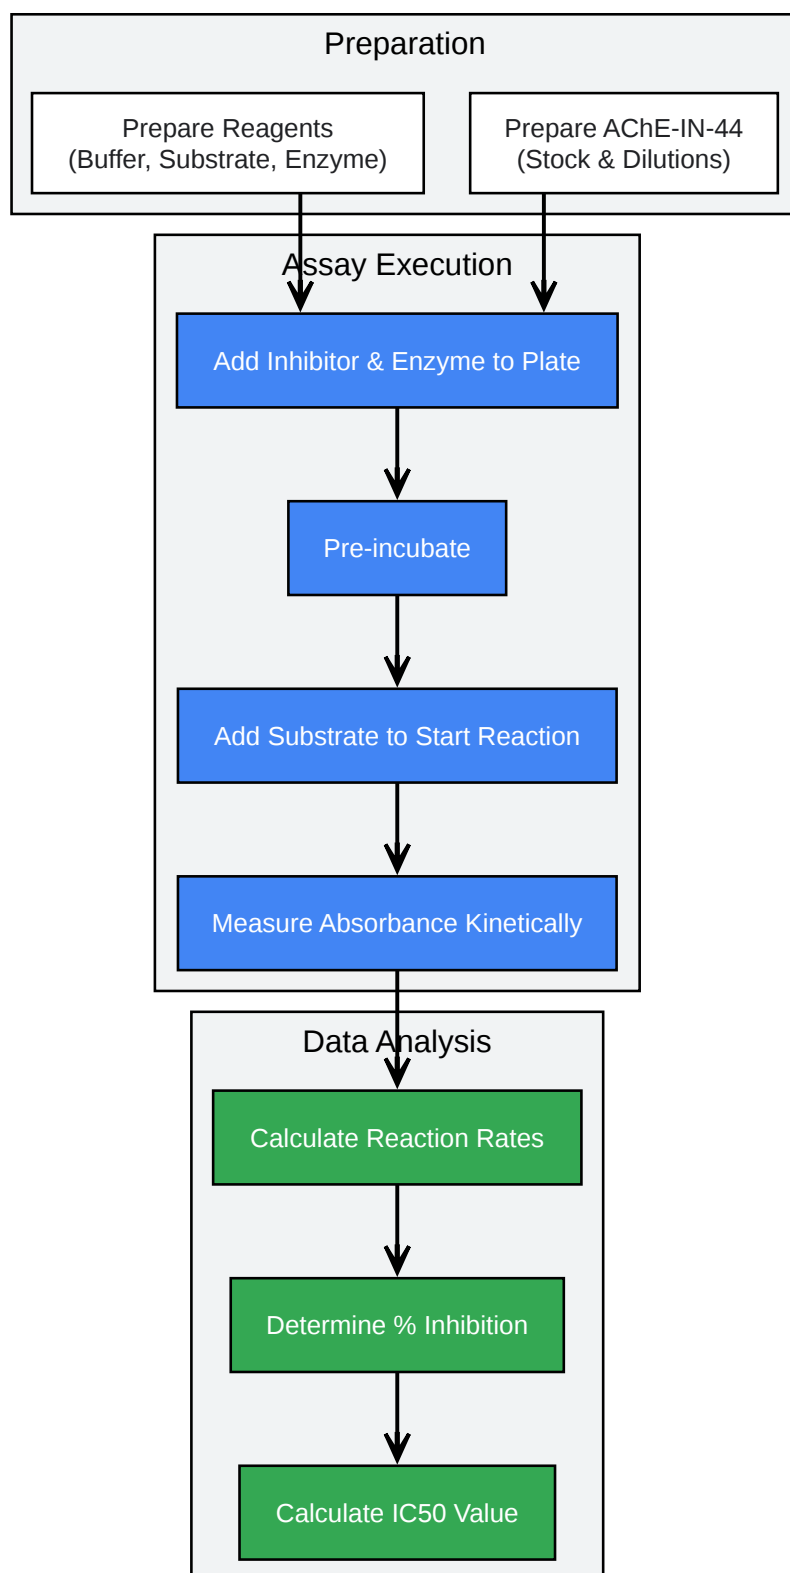 Preparation
Prepare Reagents
(Buffer, Substrate, Enzyme)
Prepare AChE-IN-44
(Stock & Dilutions)
Assay Execution
Add Inhibitor & Enzyme to Plate
Pre-incubate
Add Substrate to Start Reaction
Measure Absorbance Kinetically
Data Analysis
Calculate Reaction Rates
Determine % Inhibition
Calculate IC50 Value